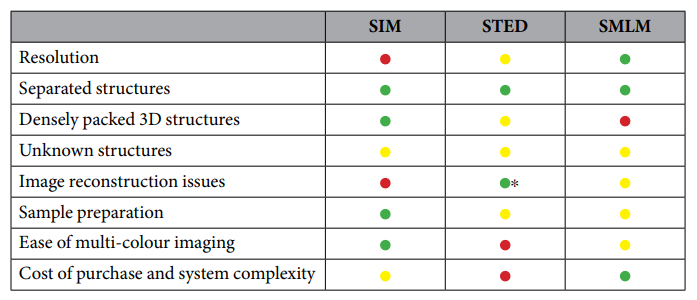 SIM STED SMLM
Resolution
Separated structures
Densely packed 3D structures
Unknown structures
Image reconstruction issues *
Sample preparation
Ease of multi-colour imaging
Cost of purchase and system complexity